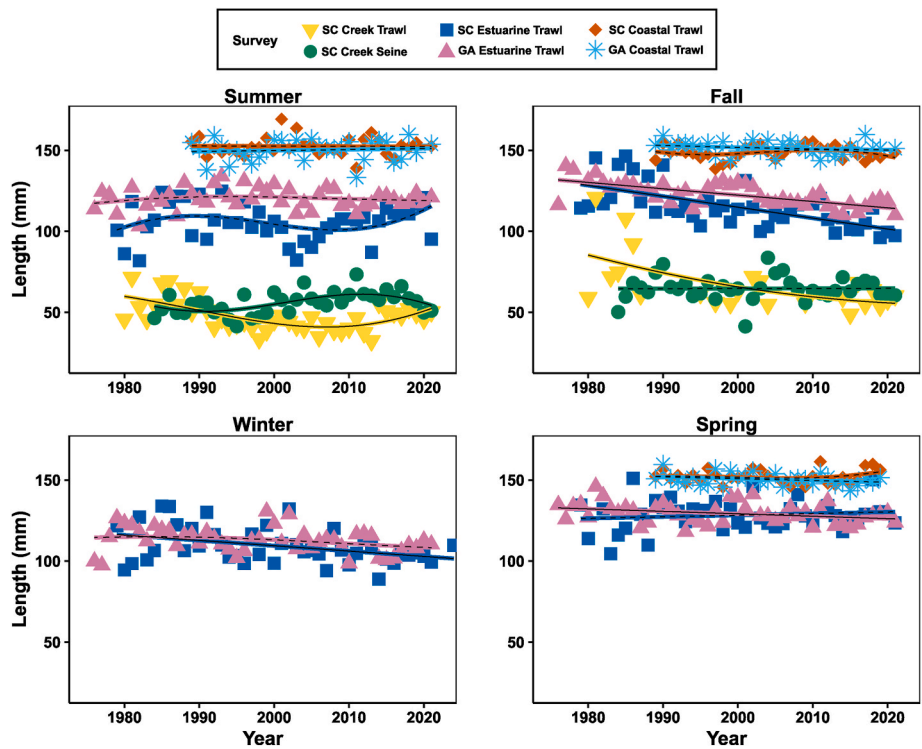 Survey
SC Creek Trawl
SC Estuarine Trawl
SC Coastal Trawl
SC Creek Seine
GA Estuarine Trawl
GA Coastal Trawl
Summer
Fall
Length (mm)
150
100
50
150
100
50
1980 1990 2000 2010 2020
1980 1990 2000 2010 2020
Winter
Spring
Length (mm)
150
100
50
150
100
50
1980 1990 2000 2010 2020
1980 1990 2000 2010 2020
Year
Year